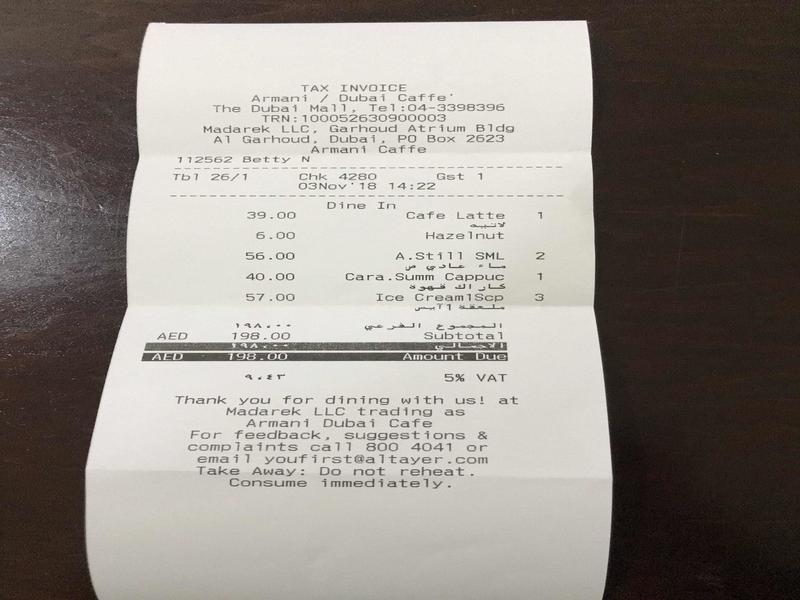 TAX INVOICE
Armani / Dubai Caffe'
The Dubai Mall, Tel:04-3398396
TRN:100052630900003
Madarek LLC, Garhoud Atrium Bldg
Al Garhoud, Dubai, PO Box 2623
Armani Caffe
112562 Betty N
Tbl 26/1 Chk 4280 Gst 1
03Nov'18 14:22
Dine In
39.00 Cafe Latte 1
لاتيه
6.00 Hazelnut
56.00 A.Still SML 2
ماء عادي ص
40.00 Cara.Summ Cappuc 1
كار اك قهوة
57.00 Ice Cream1Scp 3
ملعقة 1 آيس
المجموع الفرعي ١٩٨.٠٠
AED 198.00 Subtotal
الاجمالي ١٩٨.٠٠
AED 198.00 Amount Due
٩.٤٣ 5% VAT
Thank you for dining with us! at
Madarek LLC trading as
Armani Dubai Cafe
For feedback, suggestions &
complaints call 800 4041 or
email youfirst@altayer.com
Take Away: Do not reheat.
Consume immediately.